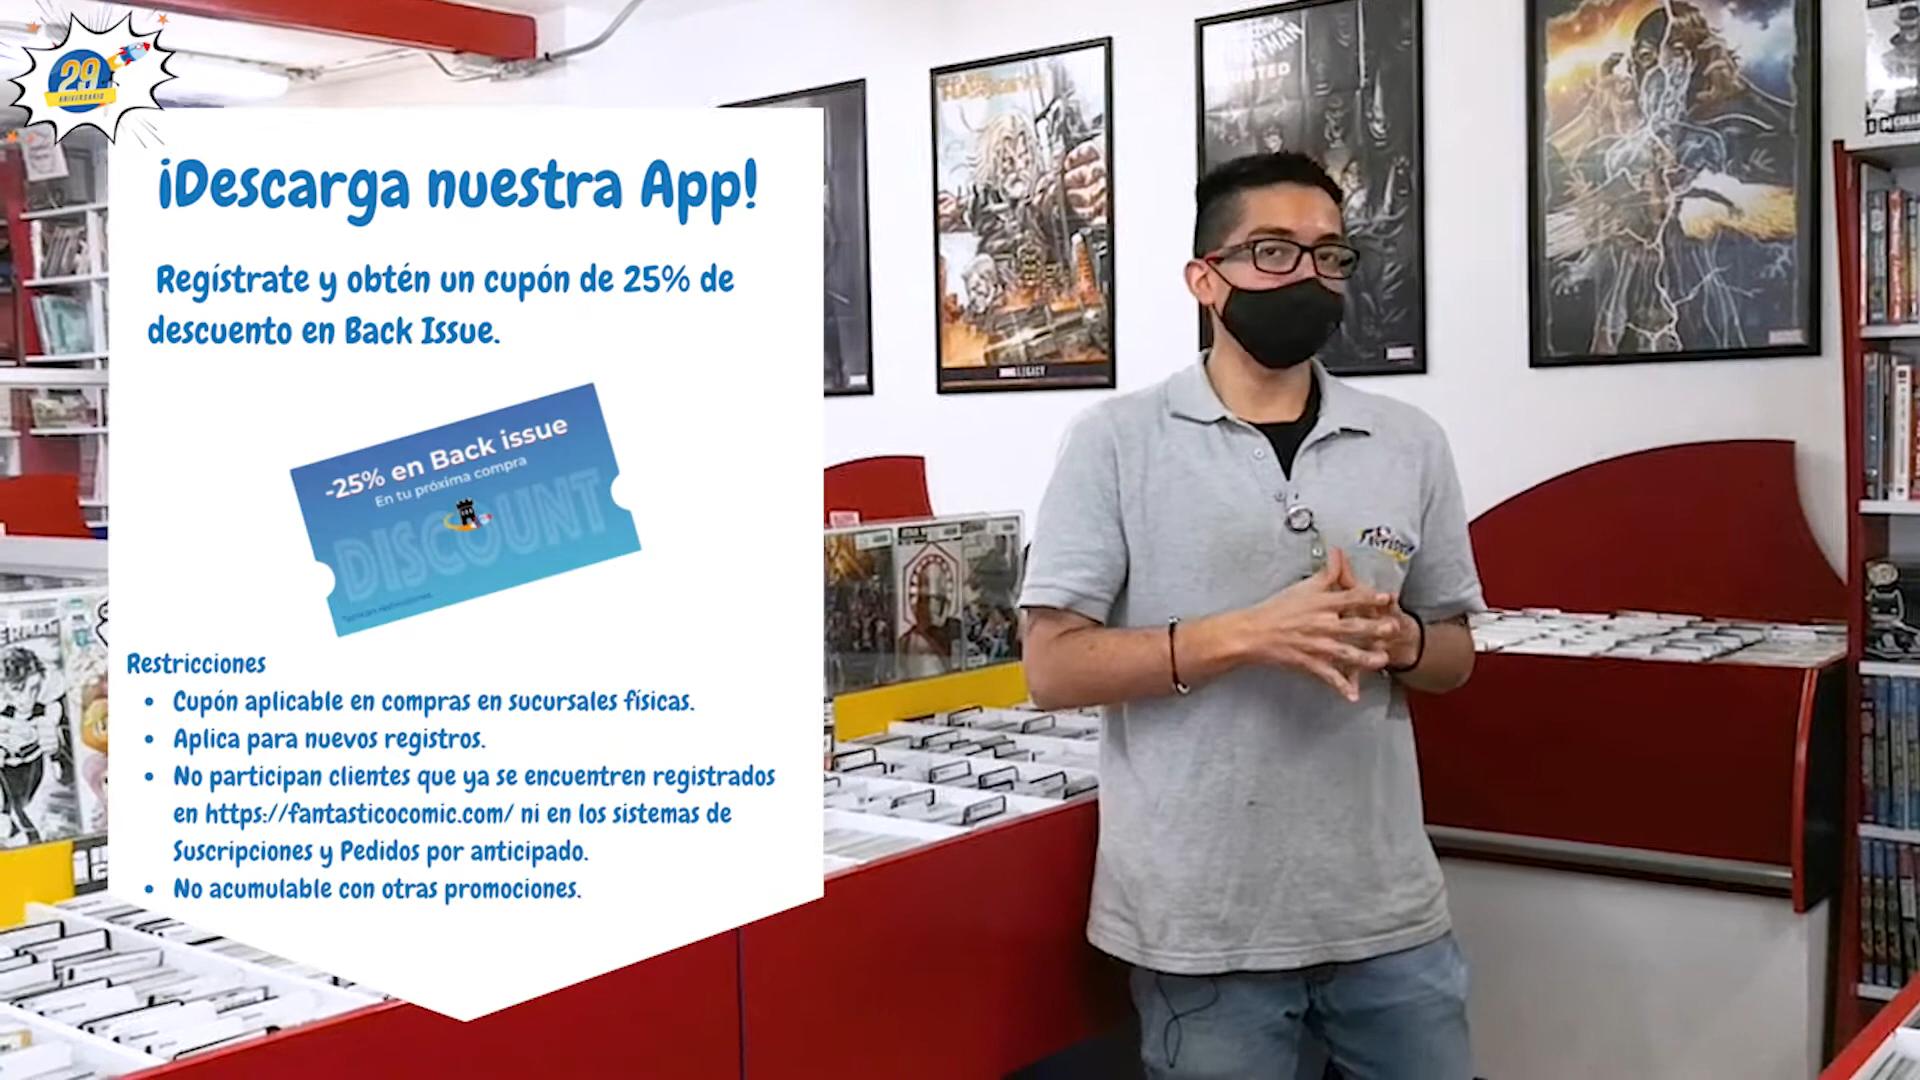 29
ANIVERSARIO
¡Descarga nuestra App!
Regístrate y obtén un cupón de 25% de
descuento en Back Issue.
-25% en Back issue
En tu próxima compra
DISCOUNT
Restricciones
• Cupón aplicable en compras en sucursales físicas.
• Aplica para nuevos registros.
• No participan clientes que ya se encuentren registrados
en https://fantasticocomic.com/ ni en los sistemas de
Suscripciones y Pedidos por anticipado.
• No acumulable con otras promociones.
LEGACY